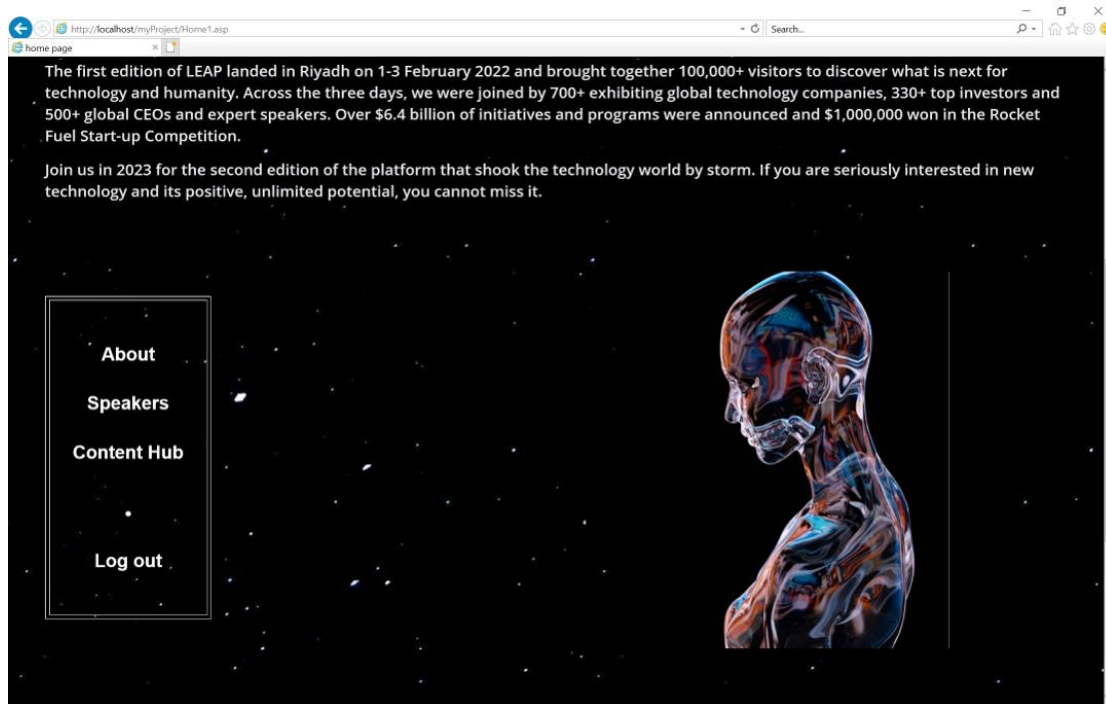 http://localhost/myProject/Home1.asp
Search...
home page
The first edition of LEAP landed in Riyadh on 1-3 February 2022 and brought together 100,000+ visitors to discover what is next for
technology and humanity. Across the three days, we were joined by 700+ exhibiting global technology companies, 330+ top investors and
500+ global CEOs and expert speakers. Over $6.4 billion of initiatives and programs were announced and $1,000,000 won in the Rocket
Fuel Start-up Competition.
Join us in 2023 for the second edition of the platform that shook the technology world by storm. If you are seriously interested in new
technology and its positive, unlimited potential, you cannot miss it.
About
Speakers
Content Hub
Log out